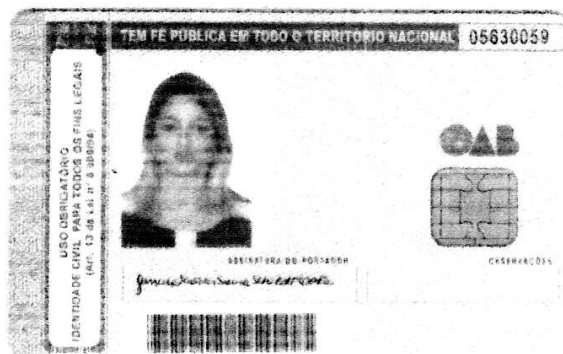 TEM FÉ PÚBLICA EM TODO O TERRITÓRIO NACIONAL 05630059
USO OBRIGATÓRIO
IDENTIDADE CIVIL PARA TODOS OS FINS LEGAIS
(Art. 13 da Lei nº 8.906/94)
OAB
ASSINATURA DO PORTADOR
OBSERVAÇÕES